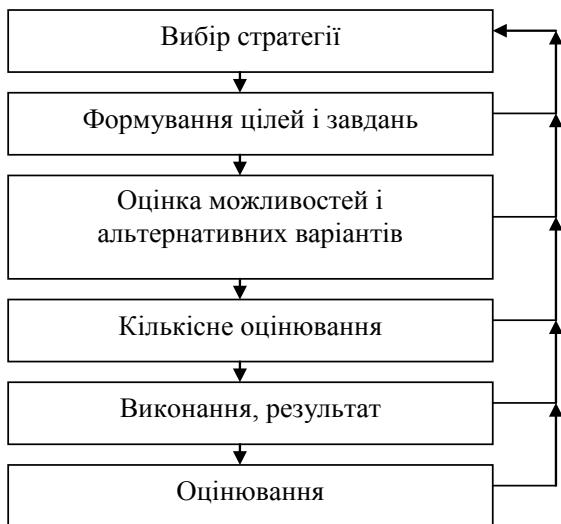 Вибір стратегії
Формування цілей і завдань
Оцінка можливостей і
альтернативних варіантів
Кількісне оцінювання
Виконання, результат
Оцінювання